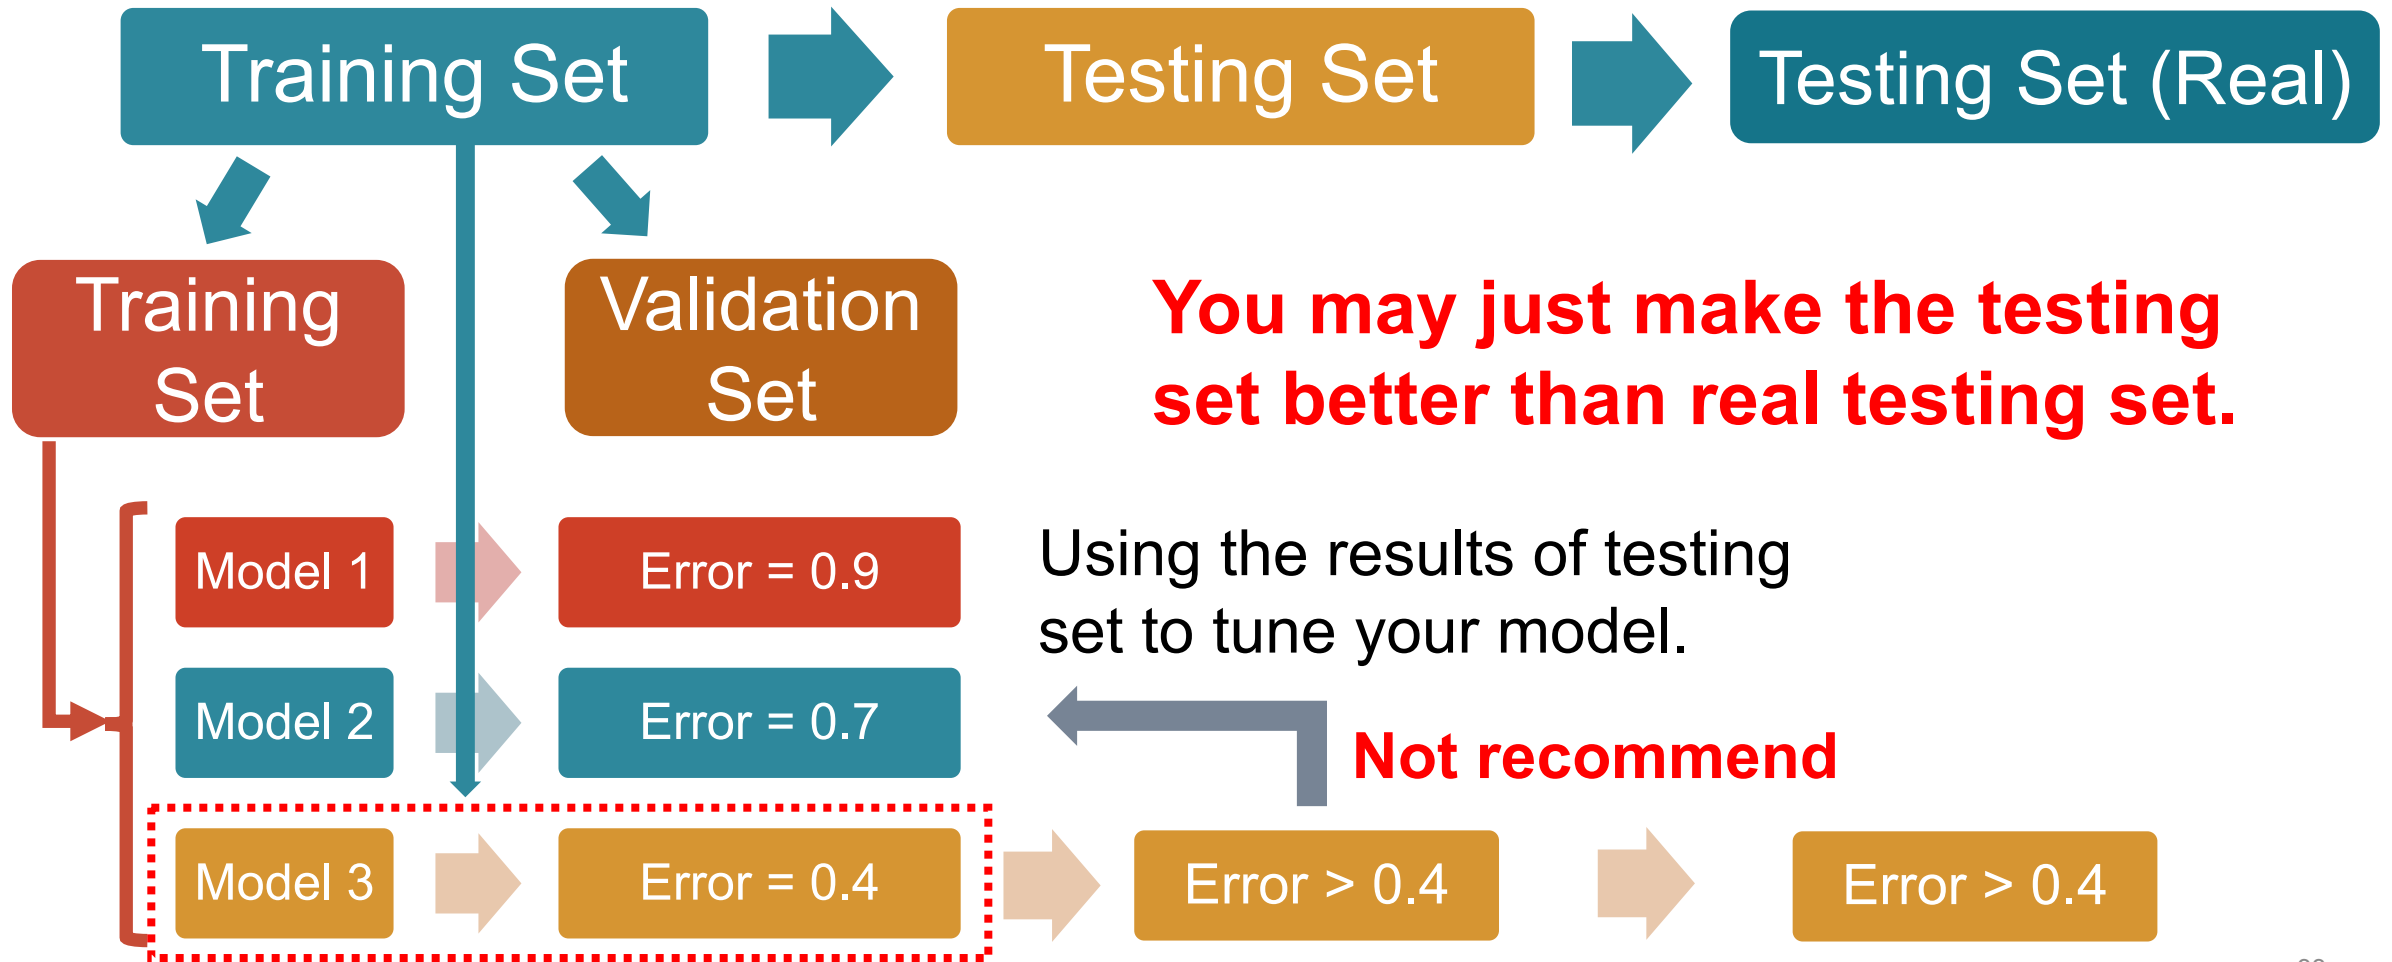 Training Set
Testing Set
Testing Set (Real)
Training
Set
Validation
Set
You may just make the testing
set better than real testing set.
Model 1
Error = 0.9
Using the results of testing
set to tune your model.
Model 2
Error = 0.7
Not recommend
Model 3
Error = 0.4
Error > 0.4
Error > 0.4